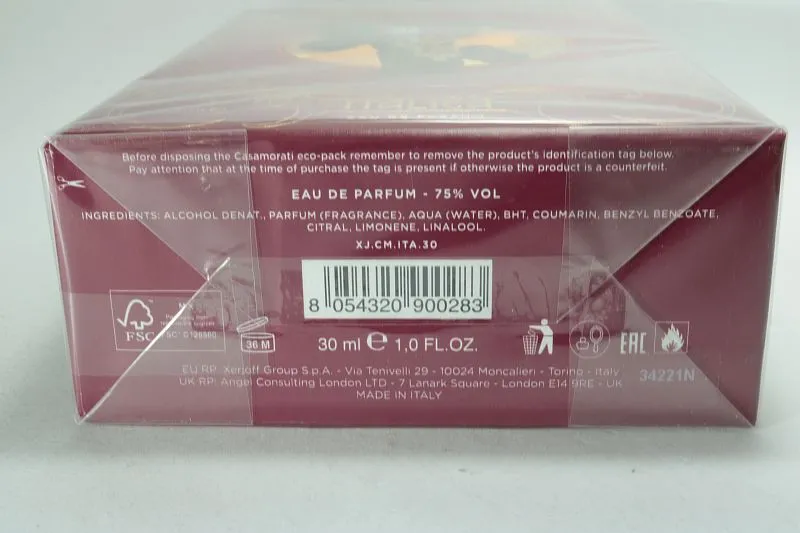 Italica
Before disposing the Casamorati eco-pack remember to remove the product's identification tag below.
Pay attention that at the time of purchase the tag is present if otherwise the product is a counterfeit.
EAU DE PARFUM - 75% VOL
INGREDIENTS: ALCOHOL DENAT., PARFUM (FRAGRANCE), AQUA (WATER), BHT, COUMARIN, BENZYL BENZOATE,
CITRAL, LIMONENE, LINALOOL.
XJ.CM.ITA.30
8 054320 900283
MIX
FSC
36 M
30 ml e 1,0 FL.OZ.
EAC
34221N
EU RP: Xerjoff Group S.p.A. - Via Tenivelli 29 - 10024 Moncalieri - Torino - Italy
UK RP: Angel Consulting London LTD - 7 Lanark Square - London E14 9RE - UK
MADE IN ITALY